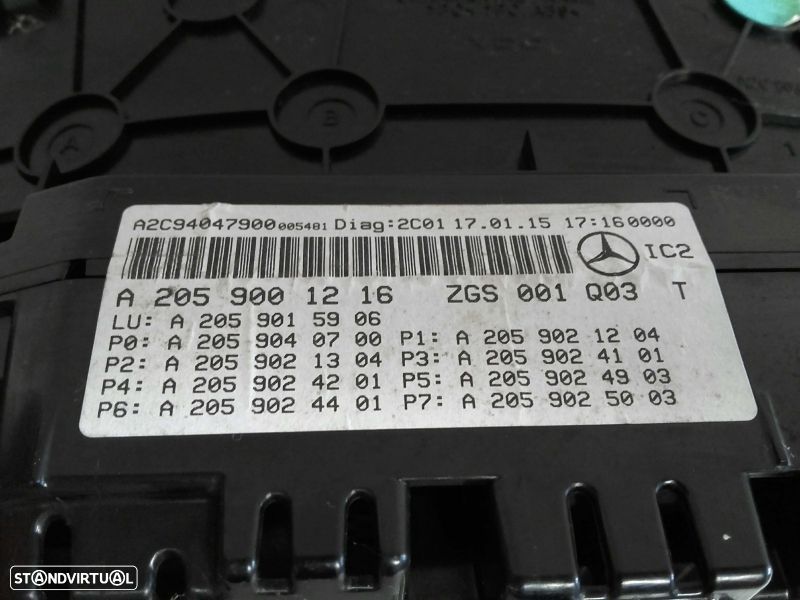 A
B
C
A2C94047900005481 Diag:2C01 17.01.15 17:160000
IC2
A 205 900 12 16 ZGS 001 Q03 T
LU: A 205 901 59 06
P0: A 205 904 07 00 P1: A 205 902 12 04
P2: A 205 902 13 04 P3: A 205 902 41 01
P4: A 205 902 42 01 P5: A 205 902 49 03
P6: A 205 902 44 01 P7: A 205 902 50 03
STANDVIRTUAL